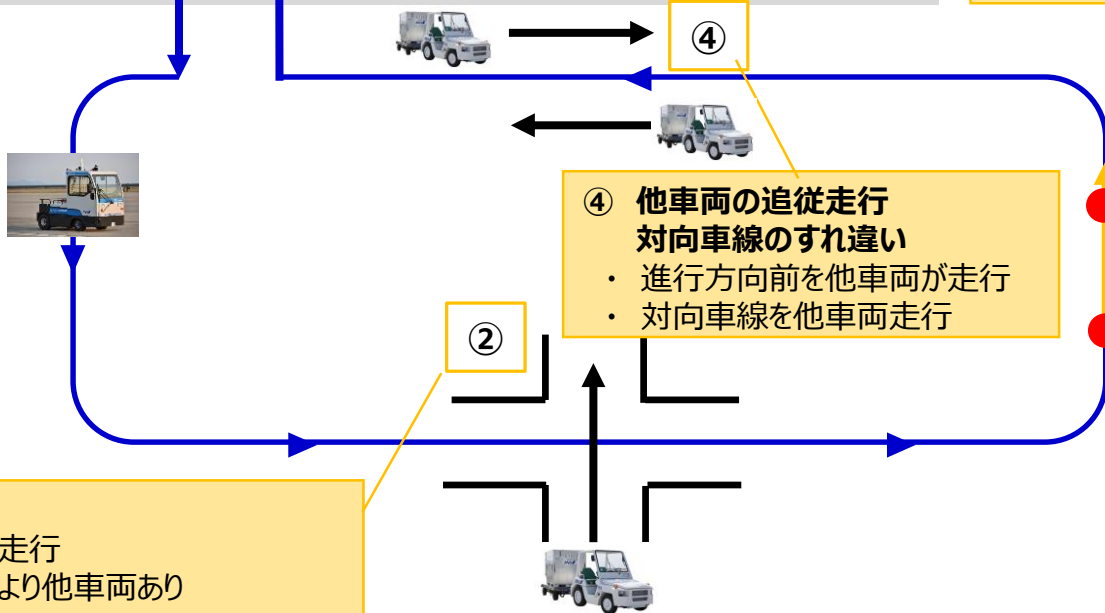 ④
④ 他車両の追従走行
対向車線のすれ違い
・ 進行方向前を他車両が走行
・ 対向車線を他車両走行
②
走行
より他車両あり